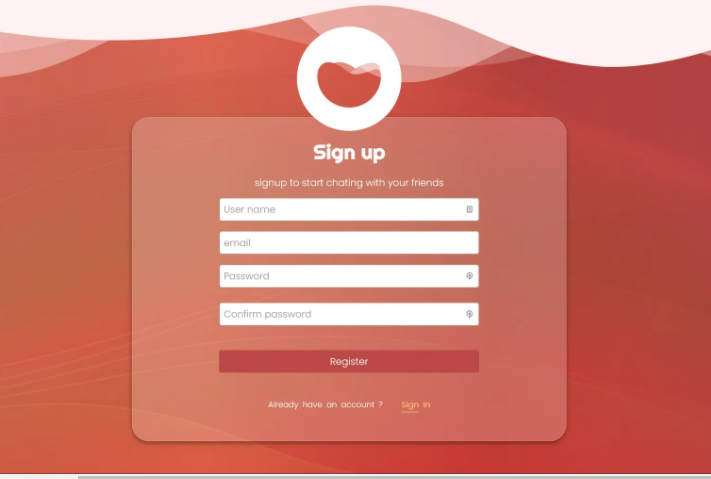 Sign up
signup to start chating with your friends
User name
email
Password
Confirm password
Register
Already have an account ? Sign In